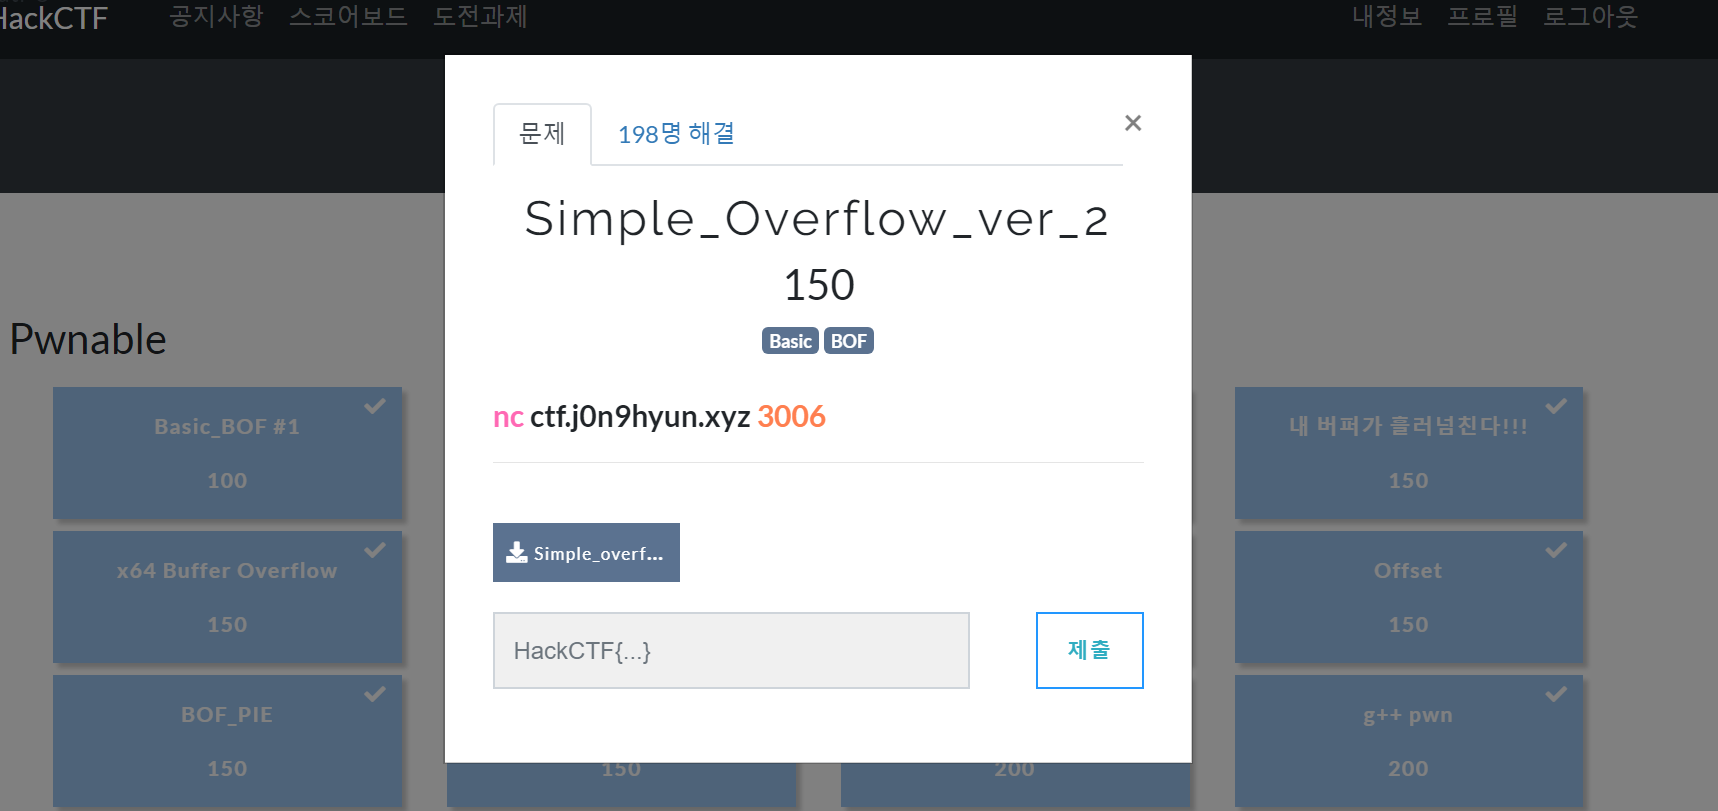 HackCTF 공지사항 스코어보드 도전과제 내정보 프로필 로그아웃
문제 198명 해결 ×
Simple_Overflow_ver_2
150
Basic BOF
nc ctf.j0n9hyun.xyz 3006
Simple_overf...
HackCTF{...} 제출
Pwnable
Basic_BOF #1
100
내 버퍼가 흘러넘친다!!!
150
x64 Buffer Overflow
150
Offset
150
BOF_PIE
150
150
200
g++ pwn
200